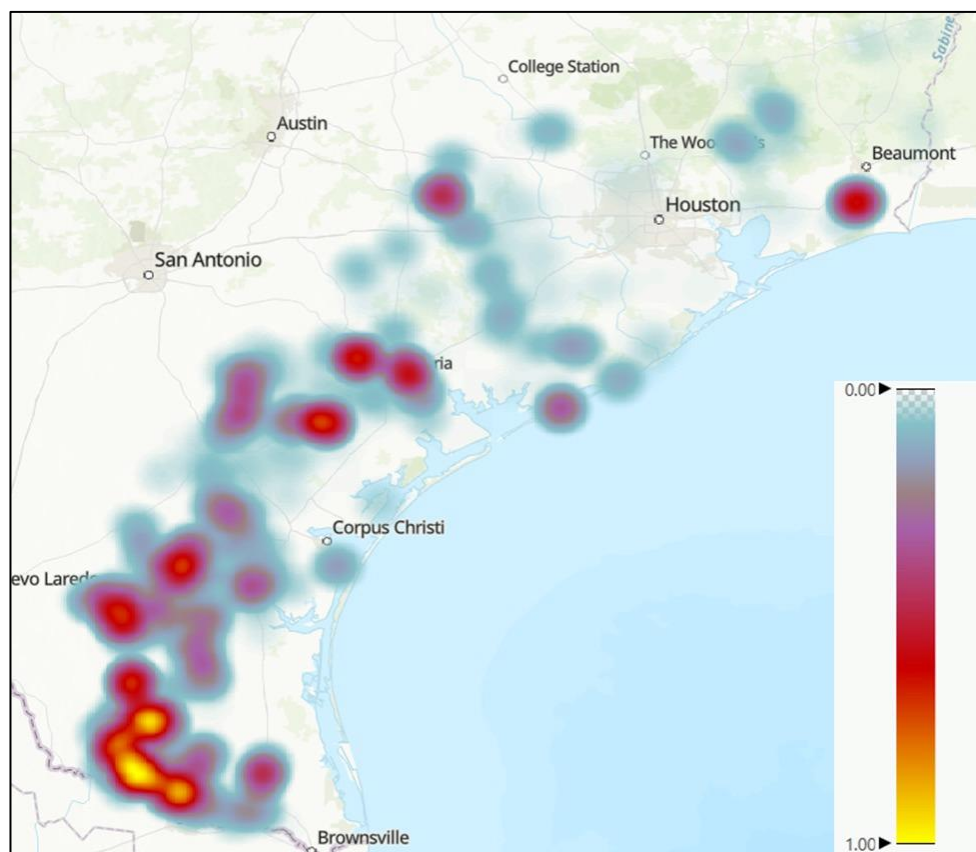 Sabine
College Station
Austin
The Woo s
Beaumont
Houston
San Antonio
ria
0.00
Corpus Christi
evo Lared
1.00
Brownsville